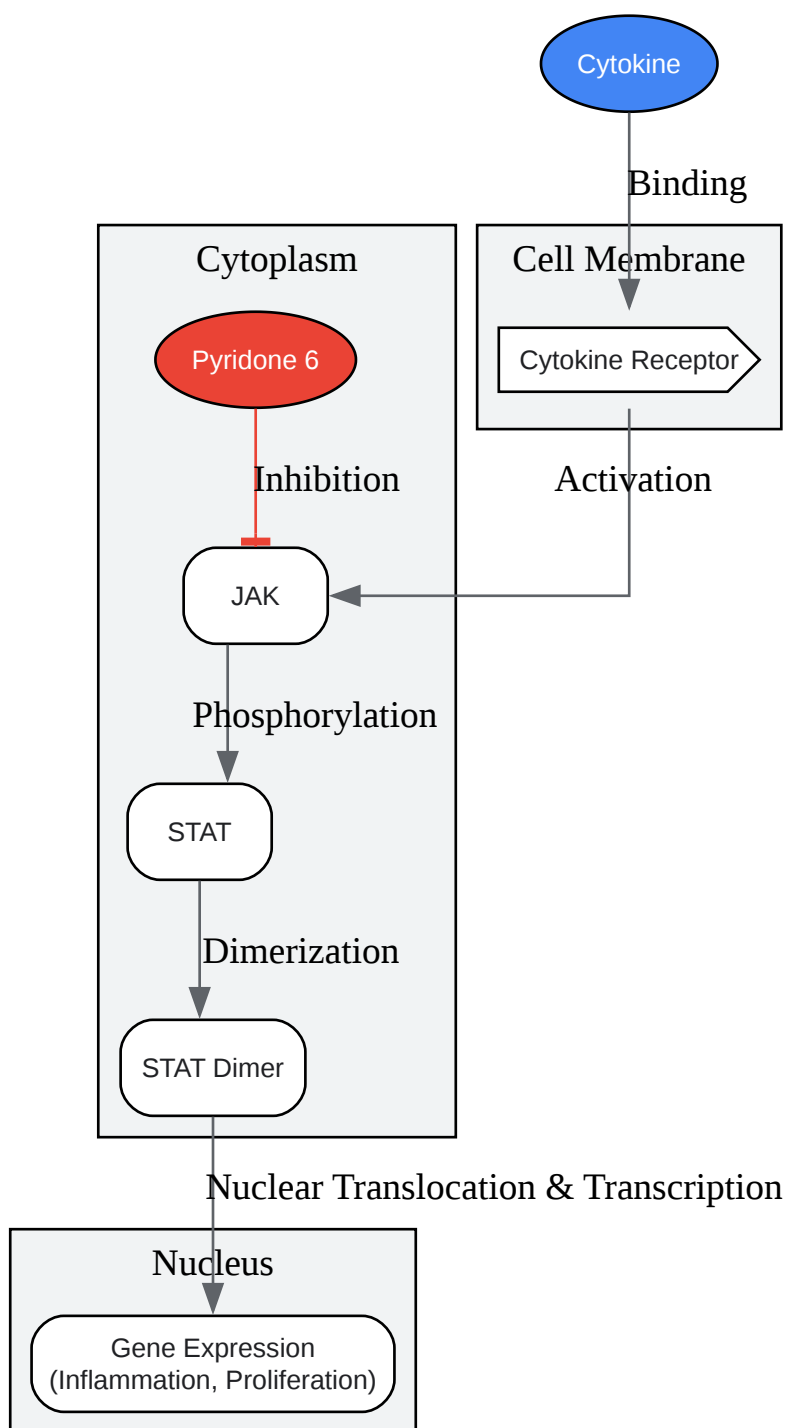 Cytokine
Binding
Cytoplasm
Cell Membrane
Pyridone 6
Cytokine Receptor
Inhibition
Activation
JAK
Phosphorylation
STAT
Dimerization
STAT Dimer
Nuclear Translocation & Transcription
Nucleus
Gene Expression
(Inflammation, Proliferation)